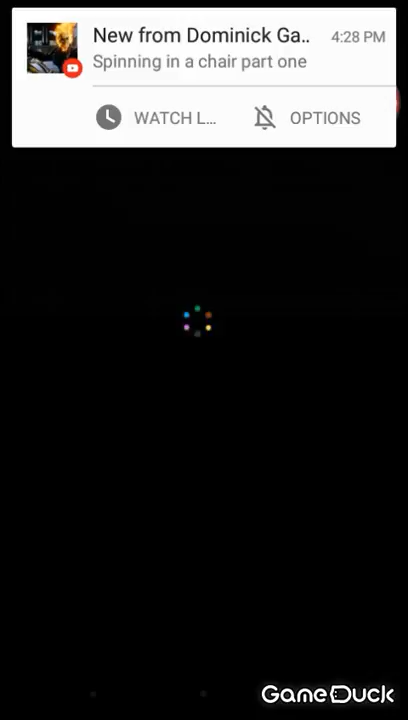 New from Dominick Ga.. 4:28 PM
Spinning in a chair part one
WATCH L... OPTIONS
GameDuck